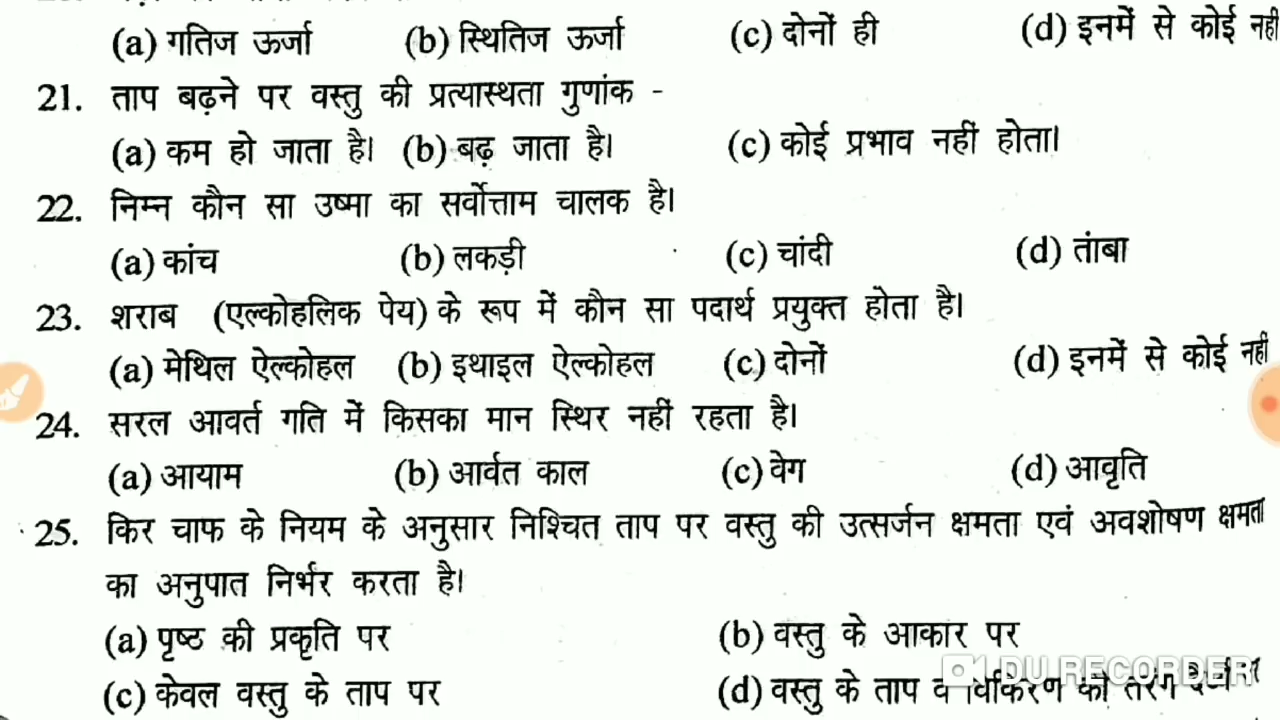 (a) गतिज ऊर्जा (b) स्थितिज ऊर्जा (c) दोनों ही (d) इनमें से कोई नही
21. ताप बढ़ने पर वस्तु की प्रत्यास्थता गुणांक -
(a) कम हो जाता है। (b) बढ़ जाता है। (c) कोई प्रभाव नहीं होता।
22. निम्न कौन सा उष्मा का सर्वोत्ताम चालक है।
(a) कांच (b) लकड़ी (c) चांदी (d) तांबा
23. शराब (एल्कोहलिक पेय) के रूप में कौन सा पदार्थ प्रयुक्त होता है।
(a) मेथिल ऐल्कोहल (b) इथाइल ऐल्कोहल (c) दोनों (d) इनमें से कोई नही
24. सरल आवर्त गति में किसका मान स्थिर नहीं रहता है।
(a) आयाम (b) आर्वत काल (c) वेग (d) आवृति
25. किर चाफ के नियम के अनुसार निश्चित ताप पर वस्तु की उत्सर्जन क्षमता एवं अवशोषण क्षमता
का अनुपात निर्भर करता है।
(a) पृष्ठ की प्रकृति पर (b) वस्तु के आकार पर
(c) केवल वस्तु के ताप पर (d) वस्तु के ताप व विकिरण की तरंग
DU RECORDER